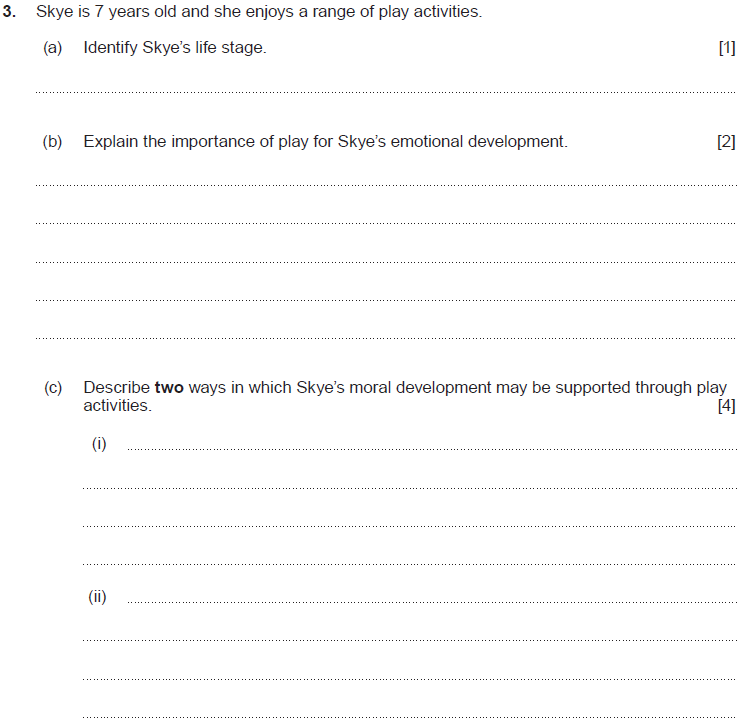 3. Skye is 7 years old and she enjoys a range of play activities.
(a) Identify Skye’s life stage. [1]
(b) Explain the importance of play for Skye’s emotional development. [2]
(c) Describe two ways in which Skye’s moral development may be supported through play
activities. [4]
(i)
(ii)